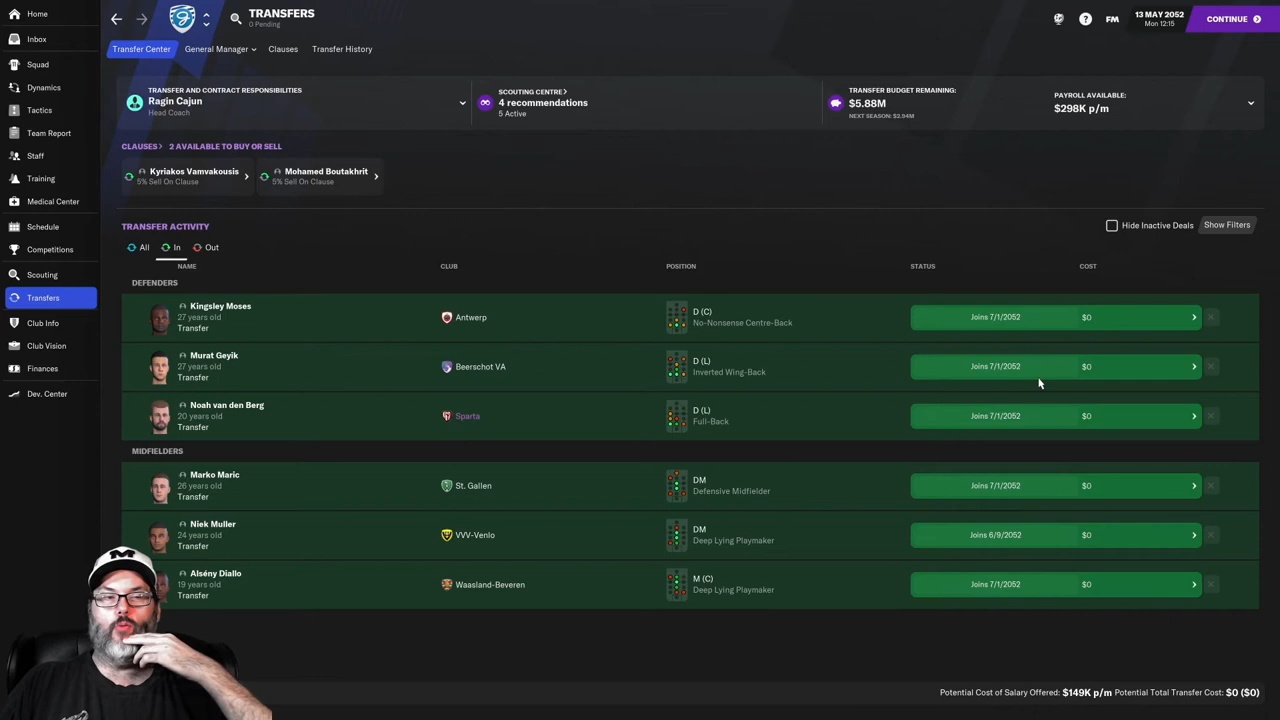 Home
TRANSFERS
0 Pending
13 MAY 2052
MON 12:15
FM
CONTINUE
Inbox
Transfer Center
General Manager
Clauses
Transfer History
Squad
Dynamics
Tactics
Team Report
Staff
Training
Medical Center
Schedule
Competitions
Scouting
Transfers
Club Info
Club Vision
Finances
Dev. Center
TRANSFER AND CONTRACT RESPONSIBILITIES
Ragin Cajun
Head Coach
SCOUTING CENTRE>
4 recommendations
5 Active
TRANSFER BUDGET REMAINING:
$5.88M
NEXT SEASON: $2.94M
PAYROLL AVAILABLE:
$298K p/m
CLAUSES> 2 AVAILABLE TO BUY OR SELL
Kyriakos Vamvakousis
5% Sell On Clause
Mohamed Boutakhrit
5% Sell On Clause
TRANSFER ACTIVITY
Hide Inactive Deals
Show Filters
All
In
Out
NAME CLUB POSITION STATUS COST
DEFENDERS
Kingsley Moses
27 years old
Transfer
Antwerp
D (C)
No-Nonsense Centre-Back
Joins 7/1/2052
$0
Murat Geyik
27 years old
Transfer
Beerschot VA
D (L)
Inverted Wing-Back
Joins 7/1/2052
$0
Noah van den Berg
20 years old
Transfer
Sparta
D (L)
Full-Back
Joins 7/1/2052
$0
MIDFIELDERS
Marko Maric
26 years old
Transfer
St. Gallen
DM
Defensive Midfielder
Joins 7/1/2052
$0
Niek Muller
24 years old
Transfer
VVV-Venlo
DM
Deep Lying Playmaker
Joins 6/9/2052
$0
Alsény Diallo
19 years old
Transfer
Waasland-Beveren
M (C)
Deep Lying Playmaker
Joins 7/1/2052
$0
M
Potential Cost of Salary Offered: $149K p/m Potential Total Transfer Cost: $0 ($0)